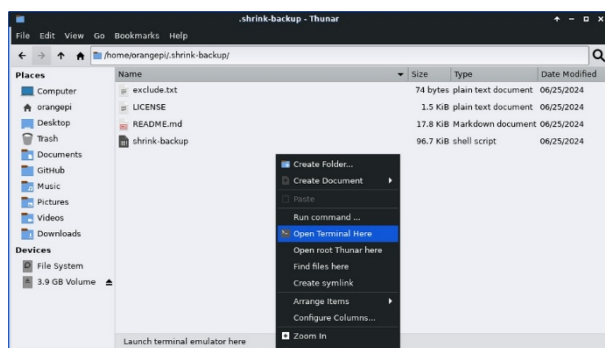 .shrink-backup - Thunar
File Edit View Go Bookmarks Help
/home/orangepi/.shrink-backup/
Places
Computer
orangepi
Desktop
Trash
Documents
GitHub
Music
Pictures
Videos
Downloads
Devices
File System
3.9 GB Volume
Name Size Type Date Modified
exclude.txt 74 bytes plain text document 06/25/2024
LICENSE 1.5 KiB plain text document 06/25/2024
README.md 17.8 KiB Markdown document 06/25/2024
shrink-backup 96.7 KiB shell script 06/25/2024
Create Folder...
Create Document
Paste
Run command ...
Open Terminal Here
Open root Thunar here
Find files here
Create symlink
Arrange Items
Configure Columns...
Zoom In
Launch terminal emulator here